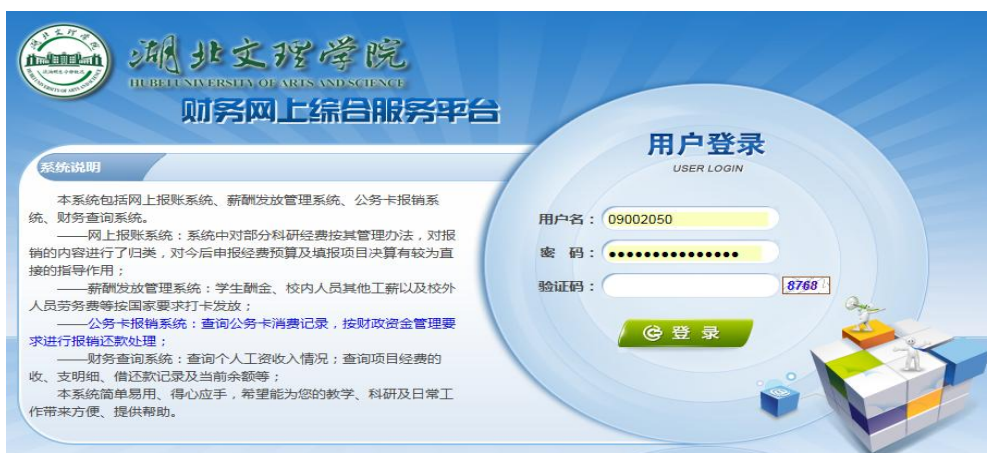 湖北文理学院
HUBEI UNIVERSITY OF ARTS AND SCIENCE
财务网上综合服务平台
系统说明
本系统包括网上报账系统、薪酬发放管理系统、公务卡报销系
统、财务查询系统。
——网上报账系统：系统中对部分科研经费按其管理办法，对报
销的内容进行了归类，对今后申报经费预算及填报项目决算有较为直
接的指导作用；
——薪酬发放管理系统：学生酬金、校内人员其他工薪以及校外
人员劳务费等按国家要求打卡发放；
——公务卡报销系统：查询公务卡消费记录，按财政资金管理要
求进行报销还款处理；
——财务查询系统：查询个人工资收入情况；查询项目经费的
收、支明细、借还款记录及当前余额等；
本系统简单易用、得心应手，希望能为您的教学、科研及日常工
作带来方便、提供帮助。
用户登录
USER LOGIN
用户名： 09002050
密 码： ●●●●●●●●●●●●●●●
验证码： 8768
登 录